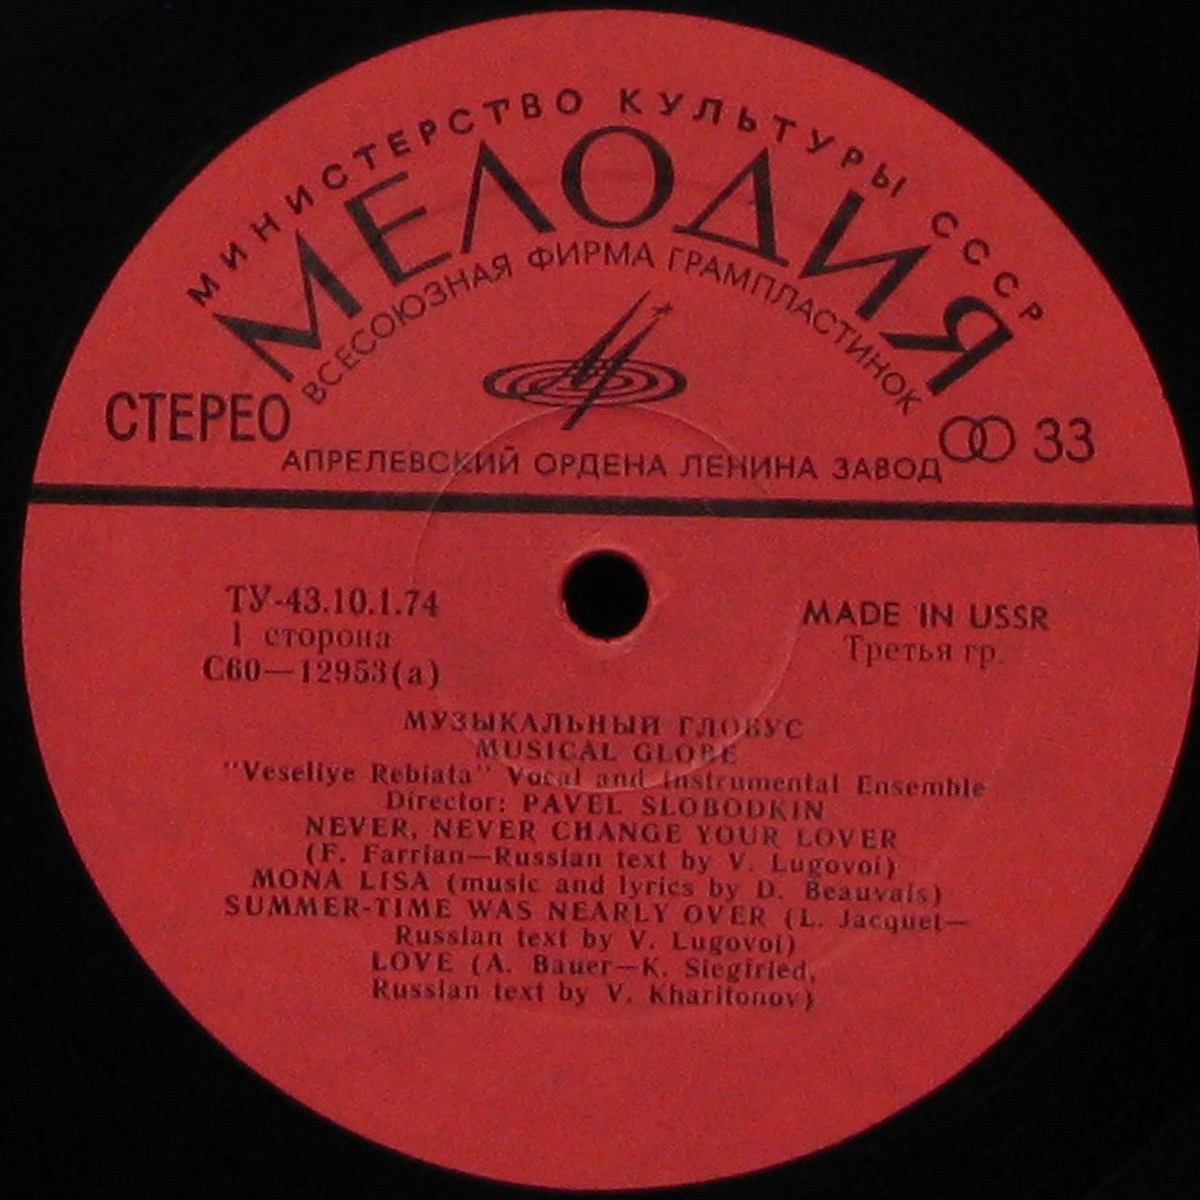 МИНИСТЕРСТВО КУЛЬТУРЫ СССР
МЕЛОДИЯ
ВСЕСОЮЗНАЯ ФИРМА ГРАМПЛАСТИНОК
СТЕРЕО
33
АПРЕЛЕВСКИЙ ОРДЕНА ЛЕНИНА ЗАВОД
ТУ-43.10.1.74
1 сторона
С60—12953(а)
MADE IN USSR
Третья гр.
МУЗЫКАЛЬНЫЙ ГЛОБУС
MUSICAL GLOBE
"Veseliye Rebiata" Vocal and Instrumental Ensemble
Director: PAVEL SLOBODKIN
NEVER, NEVER CHANGE YOUR LOVER
(F. Farrian—Russian text by V. Lugovoi)
MONA LISA (music and lyrics by D. Beauvais)
SUMMER-TIME WAS NEARLY OVER (L. Jacquet—
Russian text by V. Lugovoi)
LOVE (A. Bauer—K. Siegfried,
Russian text by V. Kharitonov)